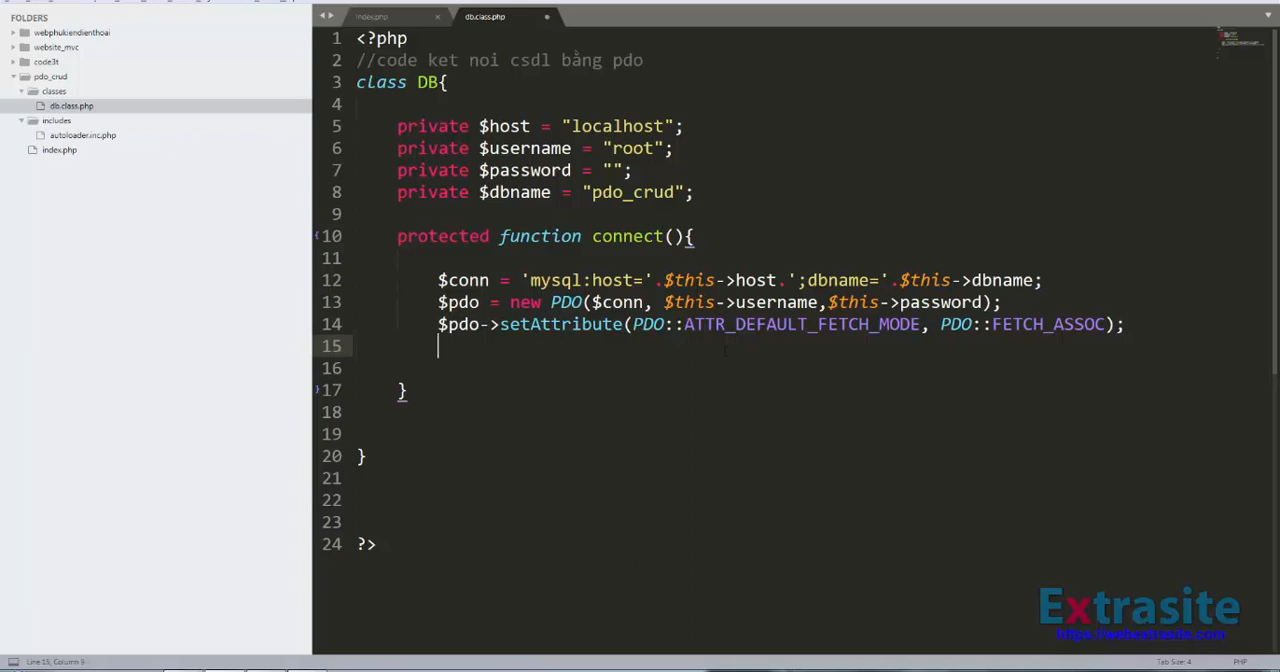 FOLDERS
webphukiendienthoai
website_mvc
code3t
pdo_crud
classes
db.class.php
includes
autoloader.inc.php
index.php
index.php × db.class.php
1 <?php
2 //code ket noi csdl bằng pdo
3 class DB{
4
5 private $host = "localhost";
6 private $username = "root";
7 private $password = "";
8 private $dbname = "pdo_crud";
9
10 protected function connect(){
11
12 $conn = 'mysql:host='.$this->host.';dbname='.$this->dbname;
13 $pdo = new PDO($conn, $this->username,$this->password);
14 $pdo->setAttribute(PDO::ATTR_DEFAULT_FETCH_MODE, PDO::FETCH_ASSOC);
15
16
17 }
18
19
20 }
21
22
23
24 ?>
Extrasite
https://webextrasite.com
Line 15, Column 9 Tab Size: 4 PHP